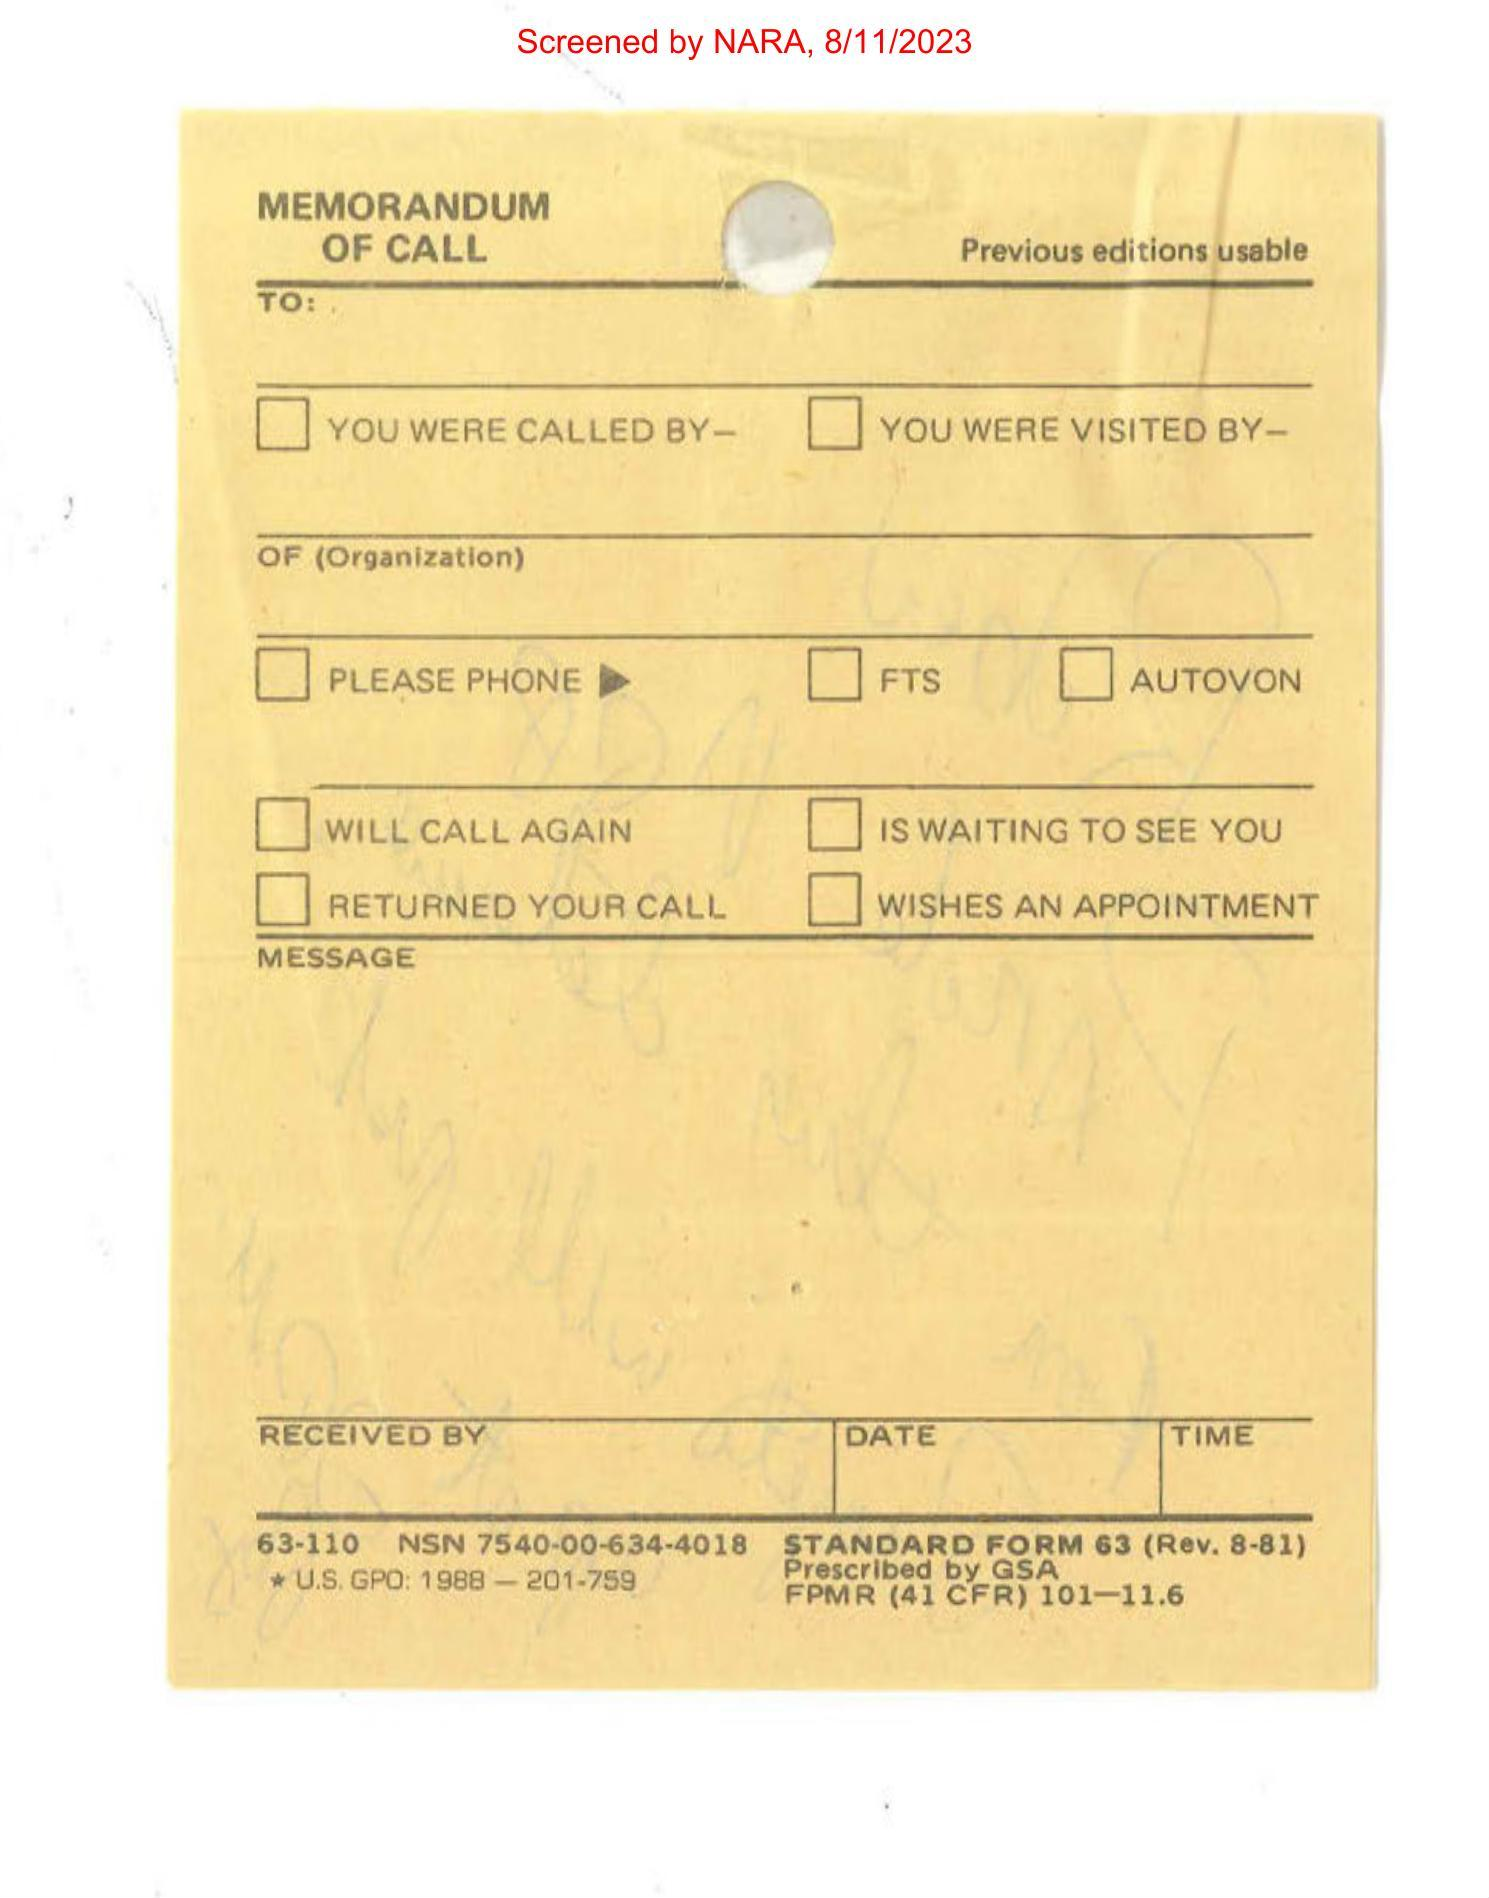 Screened by NARA, 8/11/2023
MEMORANDUM
OF CALL
Previous editions usable
TO:
YOU WERE CALLED BY—
YOU WERE VISITED BY—
OF (Organization)
PLEASE PHONE ▶
FTS
AUTOVON
WILL CALL AGAIN
IS WAITING TO SEE YOU
RETURNED YOUR CALL
WISHES AN APPOINTMENT
MESSAGE
RECEIVED BY
DATE
TIME
63-110 NSN 7540-00-634-4018
★ U.S. GPO: 1988 — 201-759
STANDARD FORM 63 (Rev. 8-81)
Prescribed by GSA
FPMR (41 CFR) 101—11.6